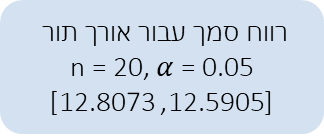 רווח סמך עבור אורך תור
n = 20, 𝜶 = 0.05
[12.8073 ,12.5905]